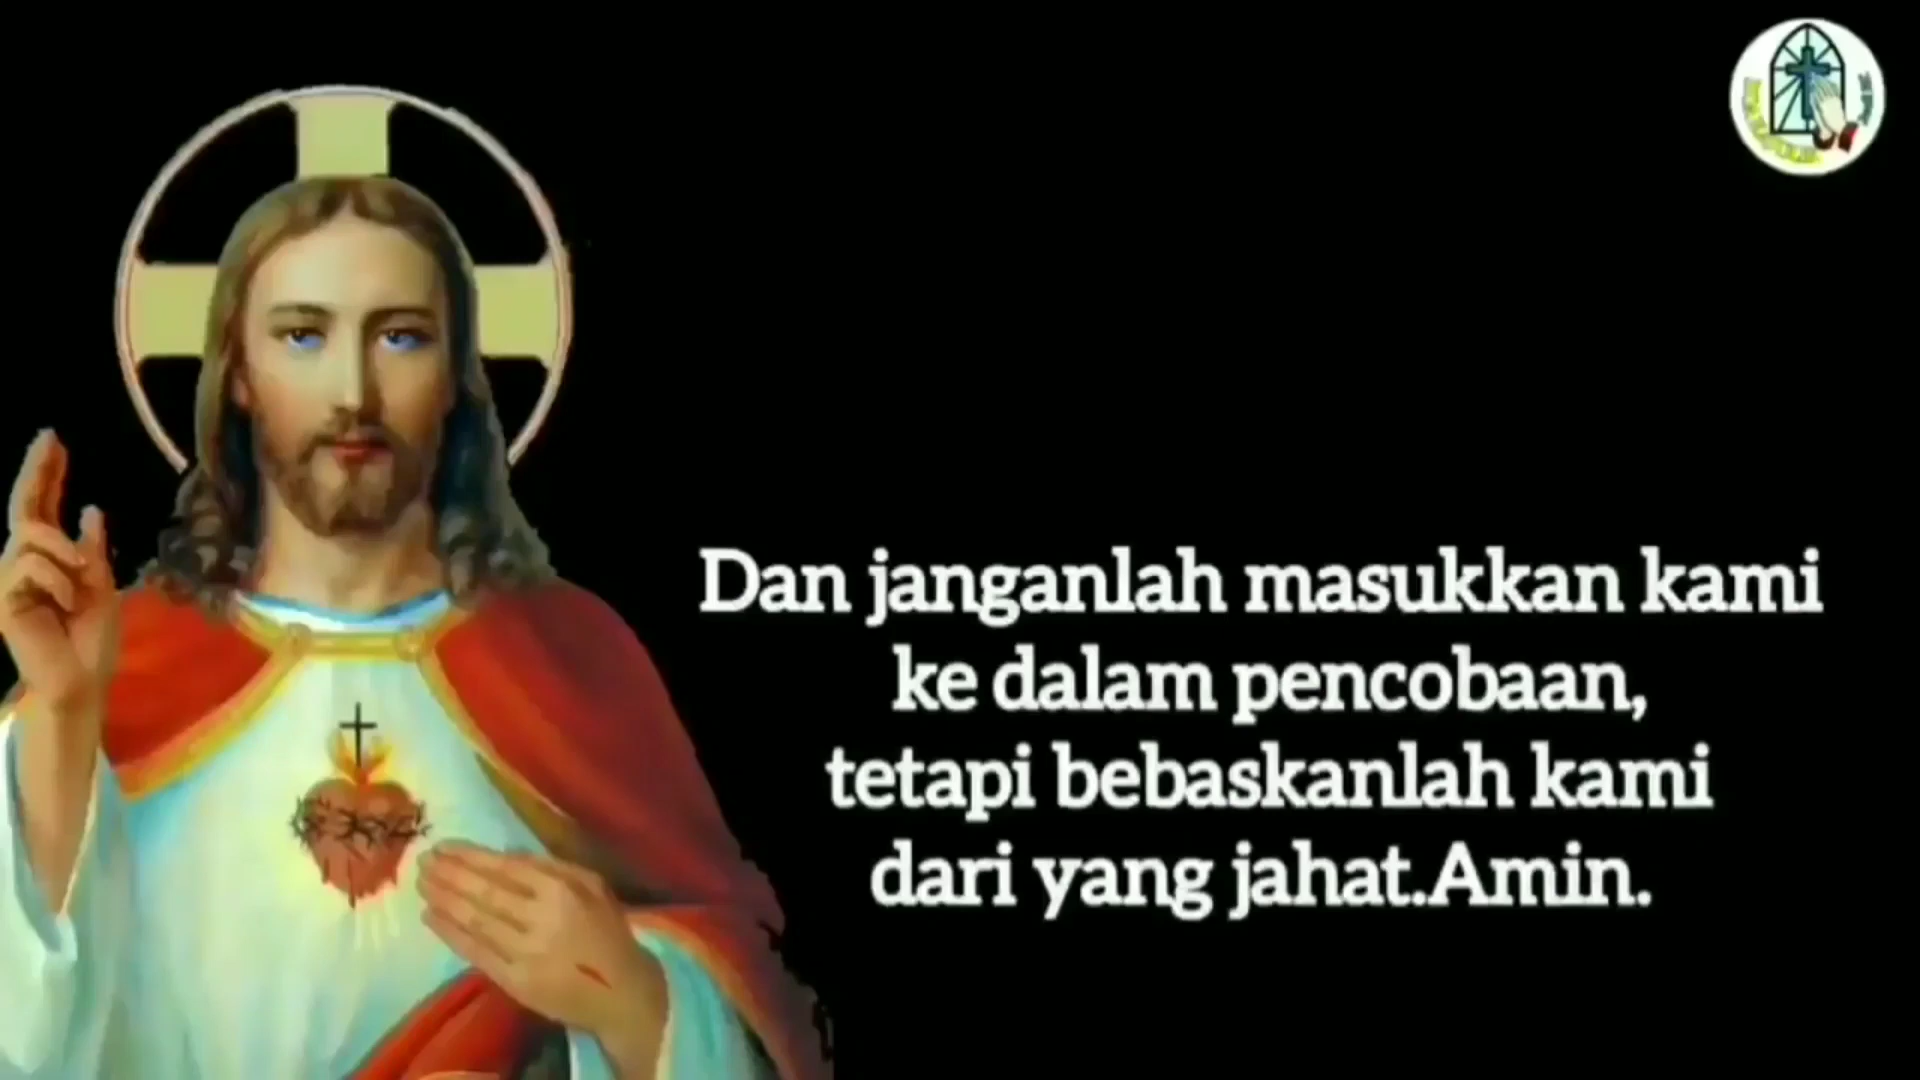 Dan janganlah masukkan kami
ke dalam pencobaan,
tetapi bebaskanlah kami
dari yang jahat.Amin.